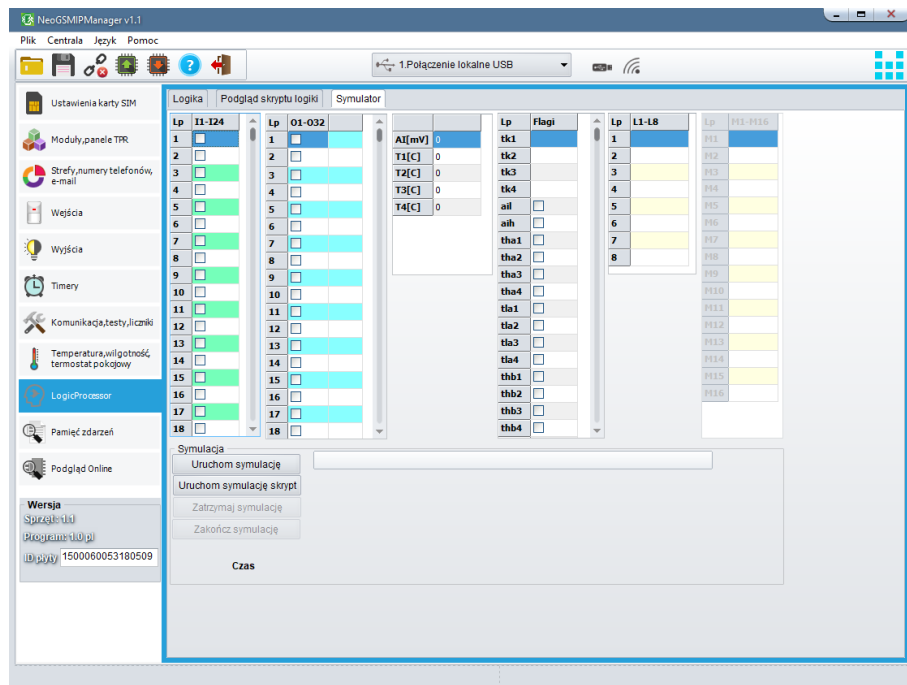 NeoGSMIPManager v1.1
Plik Centrala Język Pomoc
1.Połączenie lokalne USB
Ustawienia karty SIM
Moduły,panele TPR
Strefy,numery telefonów,
e-mail
Wejścia
Wyjścia
Timery
Komunikacja,testy,liczniki
Temperatura,wilgotność,
termostat pokojowy
LogicProcessor
Pamięć zdarzeń
Podgląd Online
Wersja
Sprzęt: 1.1
Program: 1.0 pl
ID płyty 1500060053180509
Logika Podgląd skryptu logiki Symulator
Lp I1-I24
1
2
3
4
5
6
7
8
9
10
11
12
13
14
15
16
17
18
Lp O1-O32
1
2
3
4
5
6
7
8
9
10
11
12
13
14
15
16
17
18
AI[mV] 0
T1[C] 0
T2[C] 0
T3[C] 0
T4[C] 0
Lp Flagi
tk1
tk2
tk3
tk4
ail
aih
tha1
tha2
tha3
tha4
tla1
tla2
tla3
tla4
thb1
thb2
thb3
thb4
Lp L1-L8
1
2
3
4
5
6
7
8
Lp M1-M16
M1
M2
M3
M4
M5
M6
M7
M8
M9
M10
M11
M12
M13
M14
M15
M16
Symulacja
Uruchom symulację
Uruchom symulację skrypt
Zatrzymaj symulację
Zakończ symulację
Czas